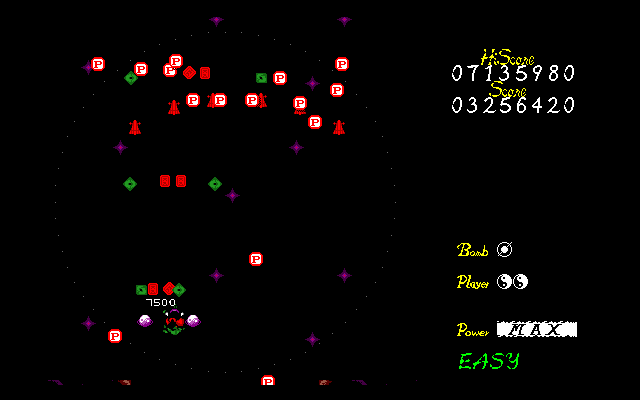 HiScore
07135980
Score
03256420
P P P P P
P
P
P P P
P
P
P
Bomb
Player
7500
Power MAX
P
EASY
P